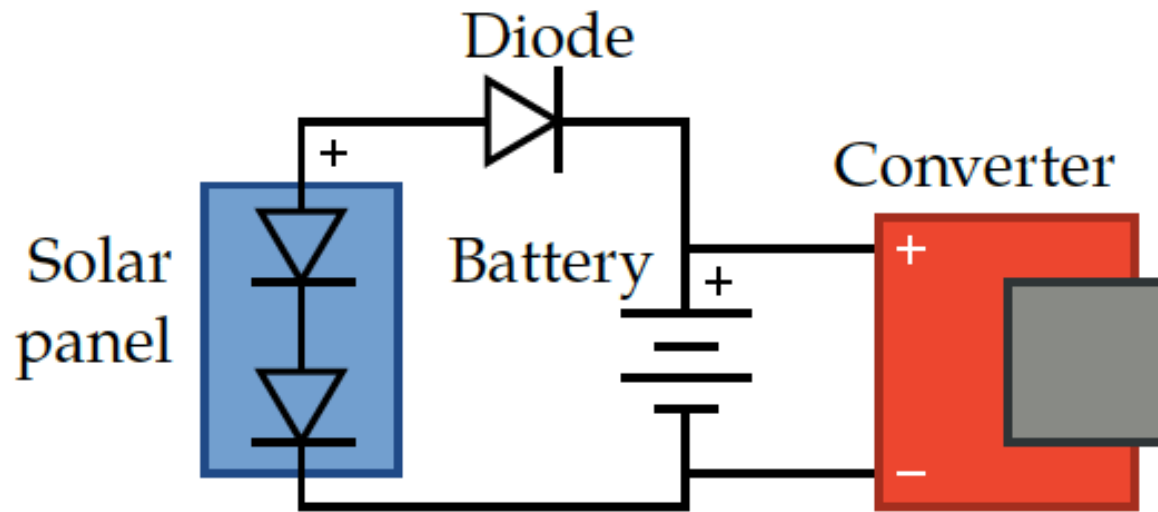 Diode
+
Converter
Solar
panel
Battery
+
+
−